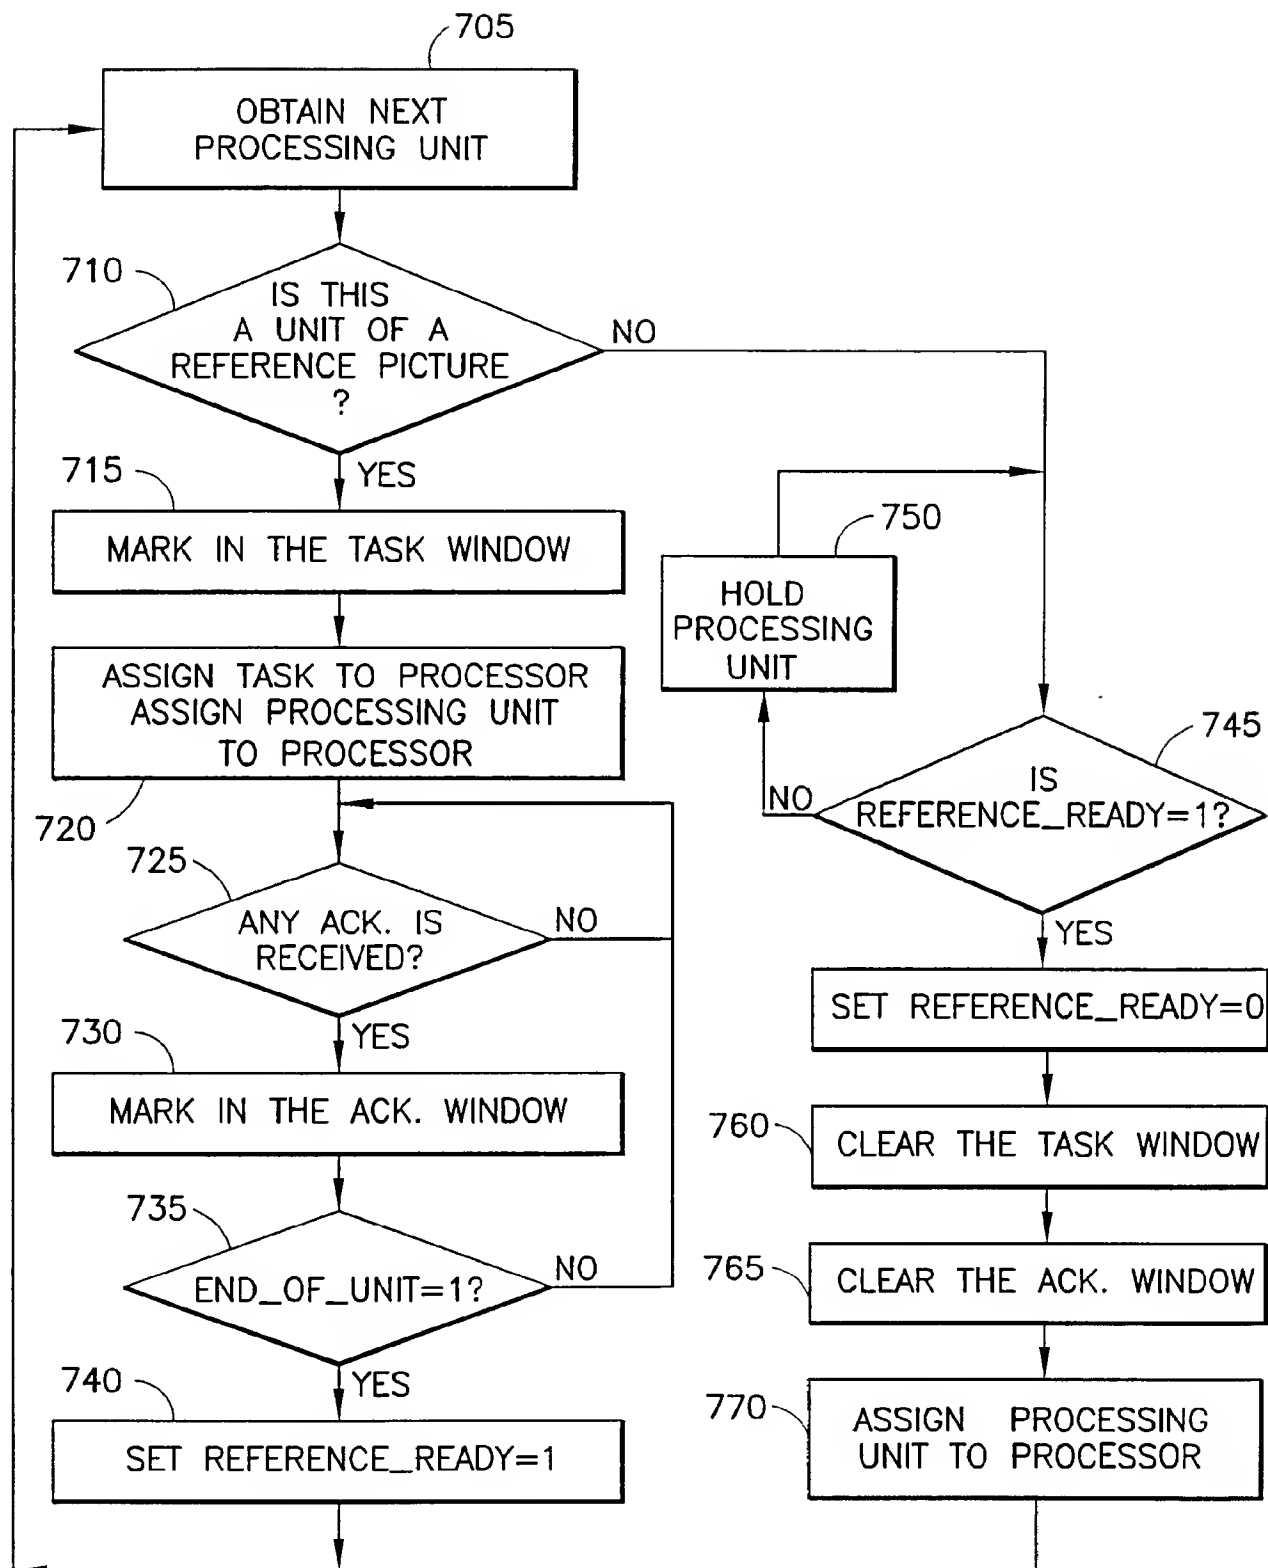 705
OBTAIN NEXT
PROCESSING UNIT
710
IS THIS
A UNIT OF A
REFERENCE PICTURE
?
NO
YES
715
MARK IN THE TASK WINDOW
ASSIGN TASK TO PROCESSOR
ASSIGN PROCESSING UNIT
TO PROCESSOR
720
725
ANY ACK. IS
RECEIVED?
NO
YES
730
MARK IN THE ACK. WINDOW
735
END_OF_UNIT=1?
NO
YES
740
SET REFERENCE_READY=1
750
HOLD
PROCESSING
UNIT
745
IS
REFERENCE_READY=1?
NO
YES
SET REFERENCE_READY=0
760
CLEAR THE TASK WINDOW
765
CLEAR THE ACK. WINDOW
770
ASSIGN PROCESSING
UNIT TO PROCESSOR